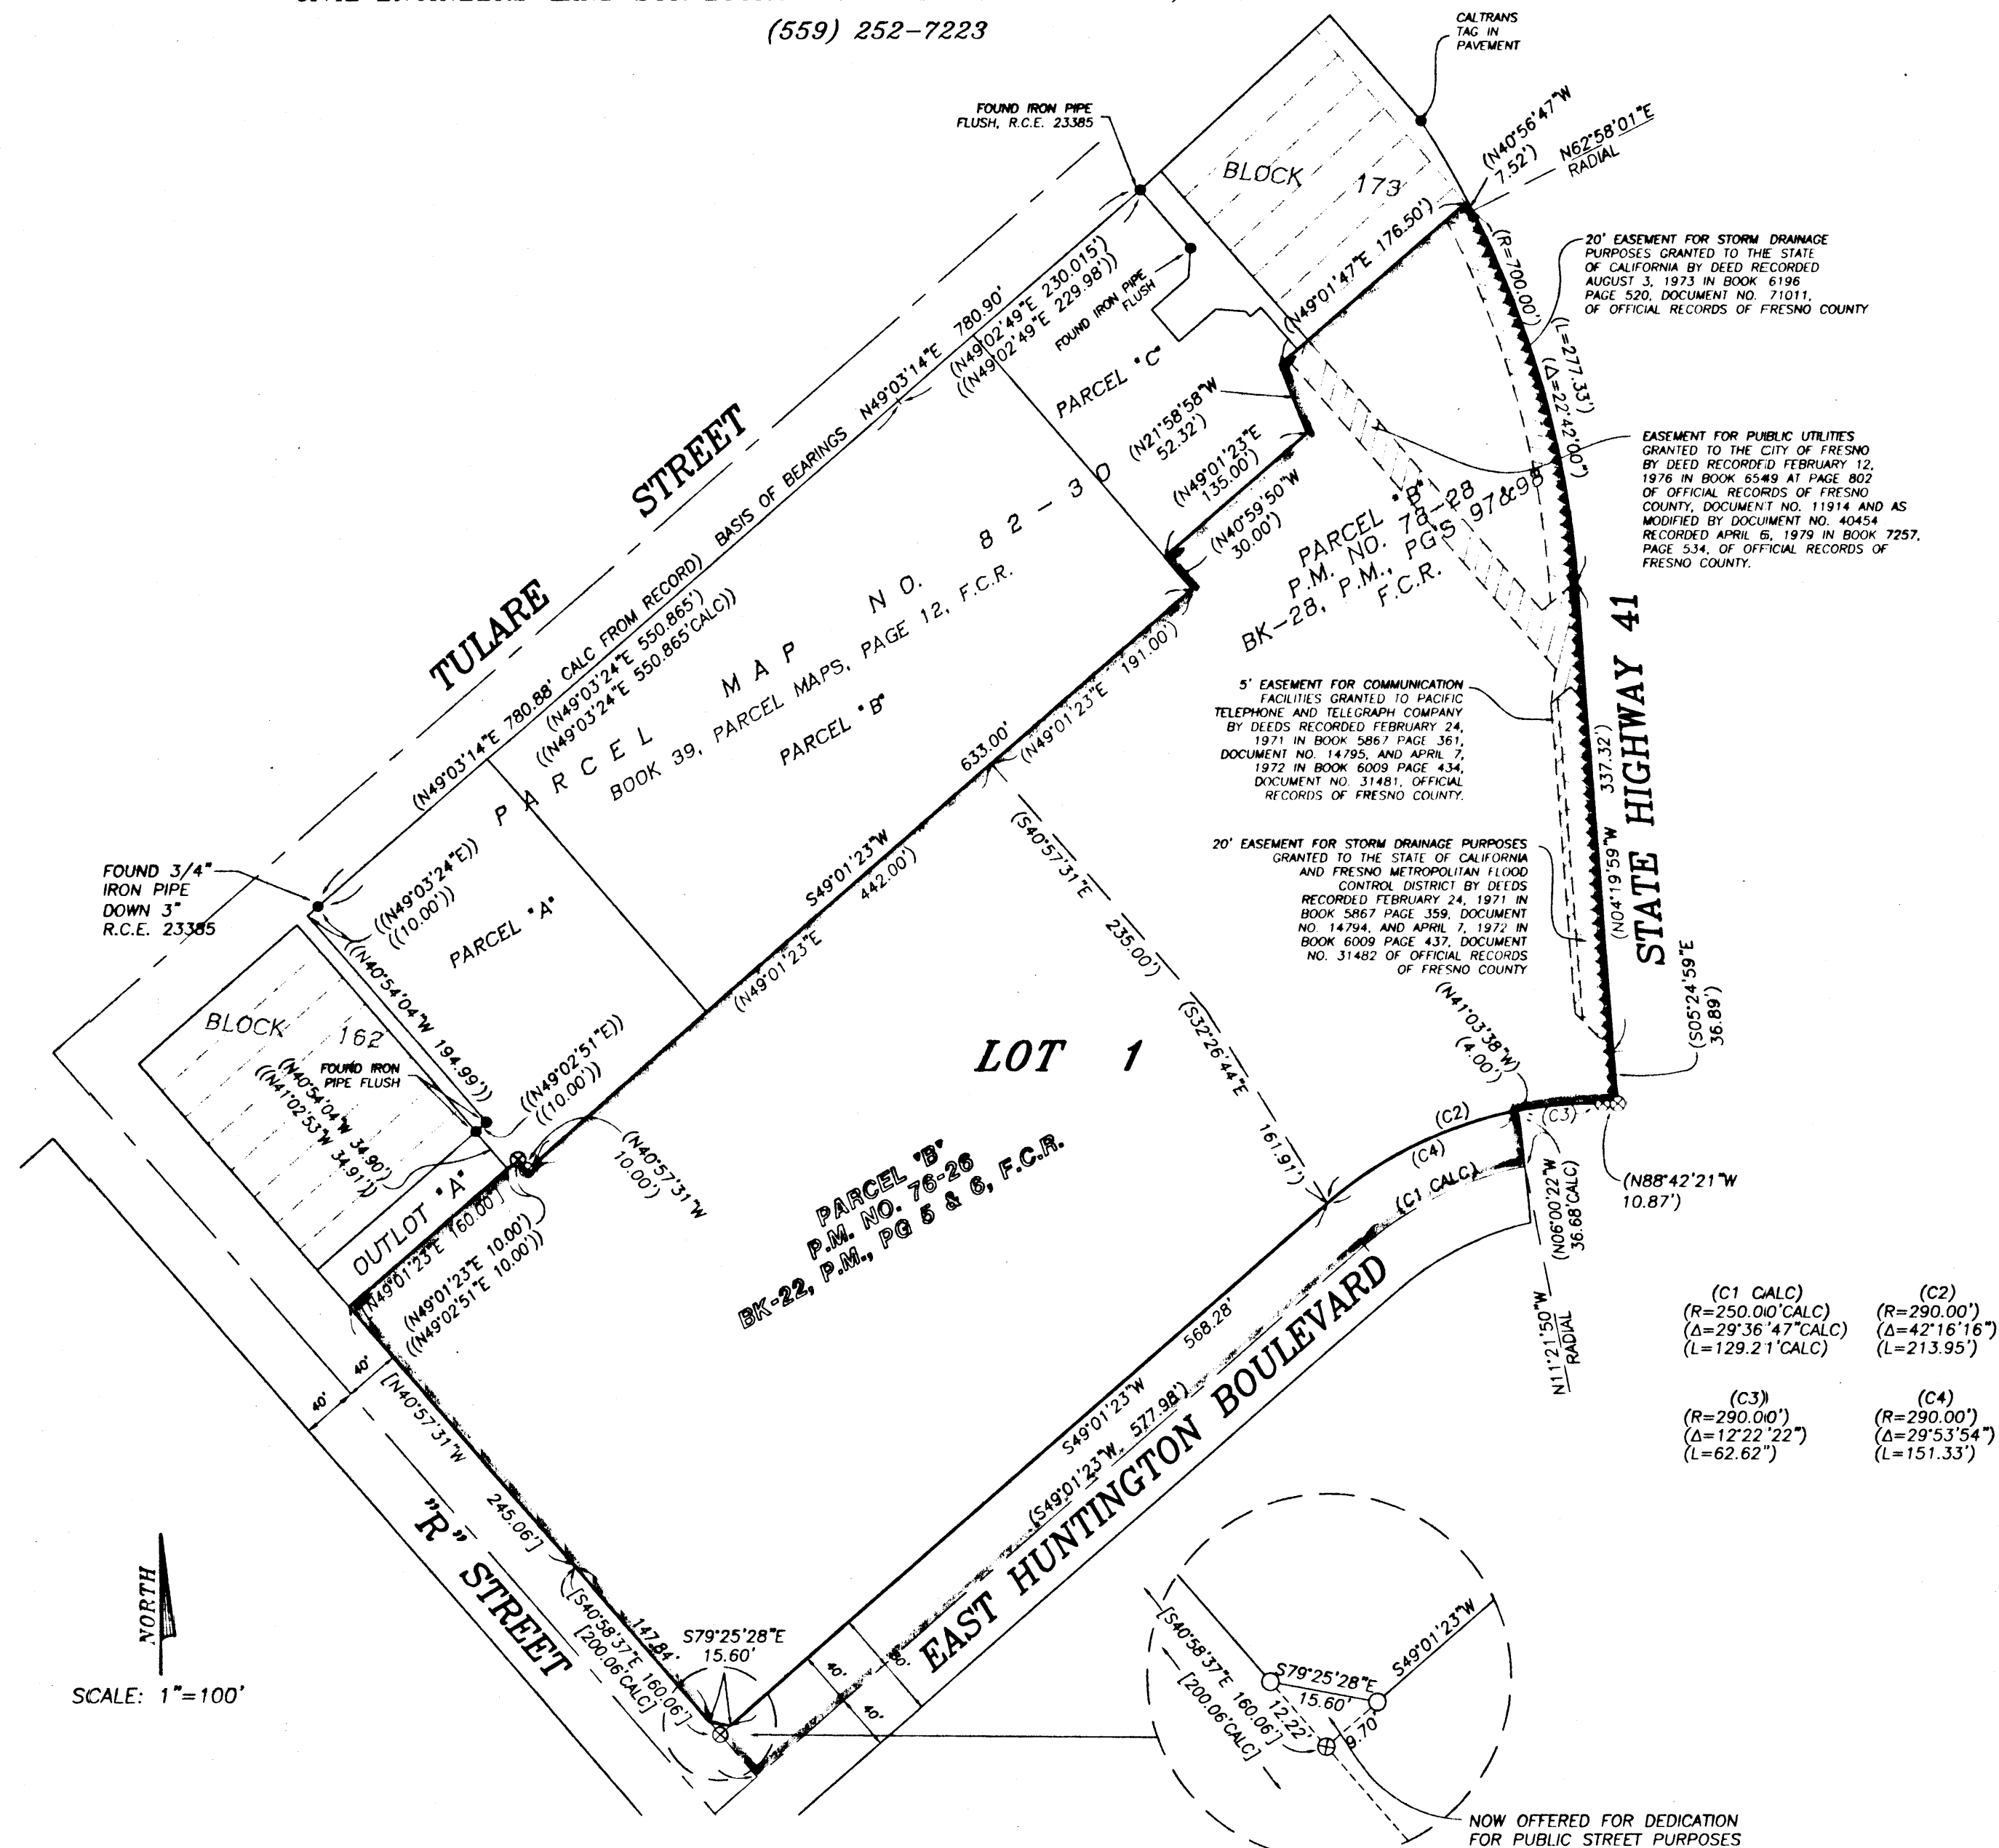 (559) 252-7223
CALTRANS
TAG IN
PAVEMENT
FOUND IRON PIPE
FLUSH, R.C.E. 23385
(N40°56'47"W
7.52')
N62°58'01"E
RADIAL
BLOCK 173
(N49°01'47"E 176.50')
(R=700.00')
(L=277.33')
(Δ=22°42'00")
20' EASEMENT FOR STORM DRAINAGE
PURPOSES GRANTED TO THE STATE
OF CALIFORNIA BY DEED RECORDED
AUGUST 3, 1973 IN BOOK 6196
PAGE 520, DOCUMENT NO. 71011,
OF OFFICIAL RECORDS OF FRESNO COUNTY
N49°03'14"E 780.90'
(N49°02'49"E 230.015')
((N49°02'49"E 229.98'))
FOUND IRON PIPE
FLUSH
PARCEL "C"
(N21°58'58"W
52.32')
(N49°01'23"E
135.00')
(N40°59'50"W
30.00')
EASEMENT FOR PUIBLIC UTILITIES
GRANTED TO THE CITY OF FRESNO
BY DEED RECORDEID FEBRUARY 12,
1976 IN BOOK 6549 AT PAGE 802
OF OFFICIAL RECORDS OF FRESNO
COUNTY, DOCUMENT NO. 11914 AND AS
MODIFIED BY DOCUIMENT NO. 40454
RECORDED APRIL 6, 1979 IN BOOK 7257,
PAGE 534, OF OFFICIAL RECORDS OF
FRESNO COUNTY.
PARCEL "B"
P.M. NO. 78-28
BK-28, P.M., PG'S 97&98
F.C.R.
TULARE STREET
BASIS OF BEARINGS
(N49°03'14"E 780.88' CALC FROM RECORD)
(N49°03'24"E 550.865')
((N49°03'24"E 550.865'CALC))
PARCEL MAP NO. 82-30
BOOK 39, PARCEL MAPS, PAGE 12, F.C.R.
PARCEL "B"
633.00'
(N49°01'23"E 191.00')
S49°01'23"W
442.00')
(N49°01'23"E
5' EASEMENT FOR COMMUNICATION
FACILITIES GRANTED TO PACIFIC
TELEPHONE AND TELEGRAPH COMPANY
BY DEEDS RECORDED FEBRUARY 24,
1971 IN BOOK 5867 PAGE 361,
DOCUMENT NO. 14795, AND APRIL 7,
1972 IN BOOK 6009 PAGE 434,
DOCUMENT NO. 31481, OFFICIAL
RECORDS OF FRESNO COUNTY.
20' EASEMENT FOR STORM DRAINAGE PURPOSES
GRANTED TO THE STATE OF CALIFORNIA
AND FRESNO METROPOLITAN FLOOD
CONTROL DISTRICT BY DEEDS
RECORDED FEBRUARY 24, 1971 IN
BOOK 5867 PAGE 359, DOCUMENT
NO. 14794, AND APRIL 7, 1972 IN
BOOK 6009 PAGE 437, DOCUMENT
NO. 31482 OF OFFICIAL RECORDS
OF FRESNO COUNTY
(N04°19'59"W 337.32')
STATE HIGHWAY 41
(S05°24'59"E
36.89')
FOUND 3/4"
IRON PIPE
DOWN 3"
R.C.E. 23385
((N49°03'24"E))
((10.00'))
PARCEL "A"
((N40°54'04"W 194.99'))
BLOCK 162
FOUND IRON
PIPE FLUSH
(N40°54'04"W 34.90')
((N41°02'53"W 34.91'))
((N49°02'51"E))
((10.00'))
(N40°57'31"W
10.00')
OUTLOT "A"
(N49°01'23"E 160.00')
(N49°01'23"E 10.00')
((N49°02'51"E 10.00'))
(S40°57'31"E
235.00')
(S32°26'44"E
161.91')
LOT 1
(N41°03'38"W)
(4.00')
(C2)
(C3)
(C4)
(C1 CALC)
(N88°42'21"W
10.87')
(N06°00'22"W
36.68'CALC)
N11°21'50"W
RADIAL
PARCEL "B"
P.M. NO. 76-26
BK-22, P.M., PG 5 & 6, F.C.R.
568.28'
S49°01'23"W
(S49°01'23"W 577.98')
EAST HUNTINGTON BOULEVARD
(C1 CALC)
(R=250.00'CALC)
(Δ=29°36'47"CALC)
(L=129.21'CALC)
(C2)
(R=290.00')
(Δ=42°16'16")
(L=213.95')
(C3)
(R=290.00')
(Δ=12°22'22")
(L=62.62")
(C4)
(R=290.00')
(Δ=29°53'54")
(L=151.33')
40'
40'
[N40°57'31"W
245.06']
"R" STREET
147.84'
[S40°58'37"E 160.06']
[200.06'CALC]
S79°25'28"E
15.60'
40'
80'
40'
NORTH
SCALE: 1"=100'
[S40°58'37"E 160.06']
[200.06'CALC]
S79°25'28"E
15.60'
12.22'
9.70'
S49°01'23"W
NOW OFFERED FOR DEDICATION
FOR PUBLIC STREET PURPOSES